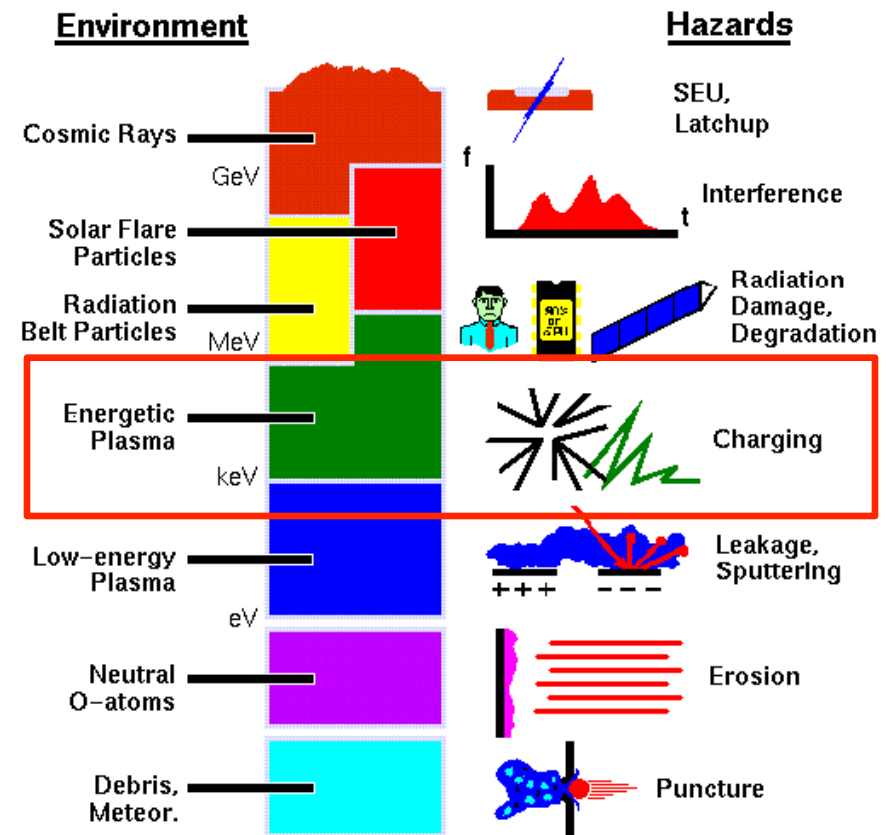 Environment
Hazards
Cosmic Rays
SEU,
Latchup
GeV
f
Interference
t
Solar Flare
Particles
Radiation
Belt Particles
Radiation
Damage,
Degradation
MeV
Energetic
Plasma
Charging
keV
Low-energy
Plasma
Leakage,
Sputtering
+ + +
− − −
eV
Neutral
O-atoms
Erosion
Debris,
Meteor.
Puncture